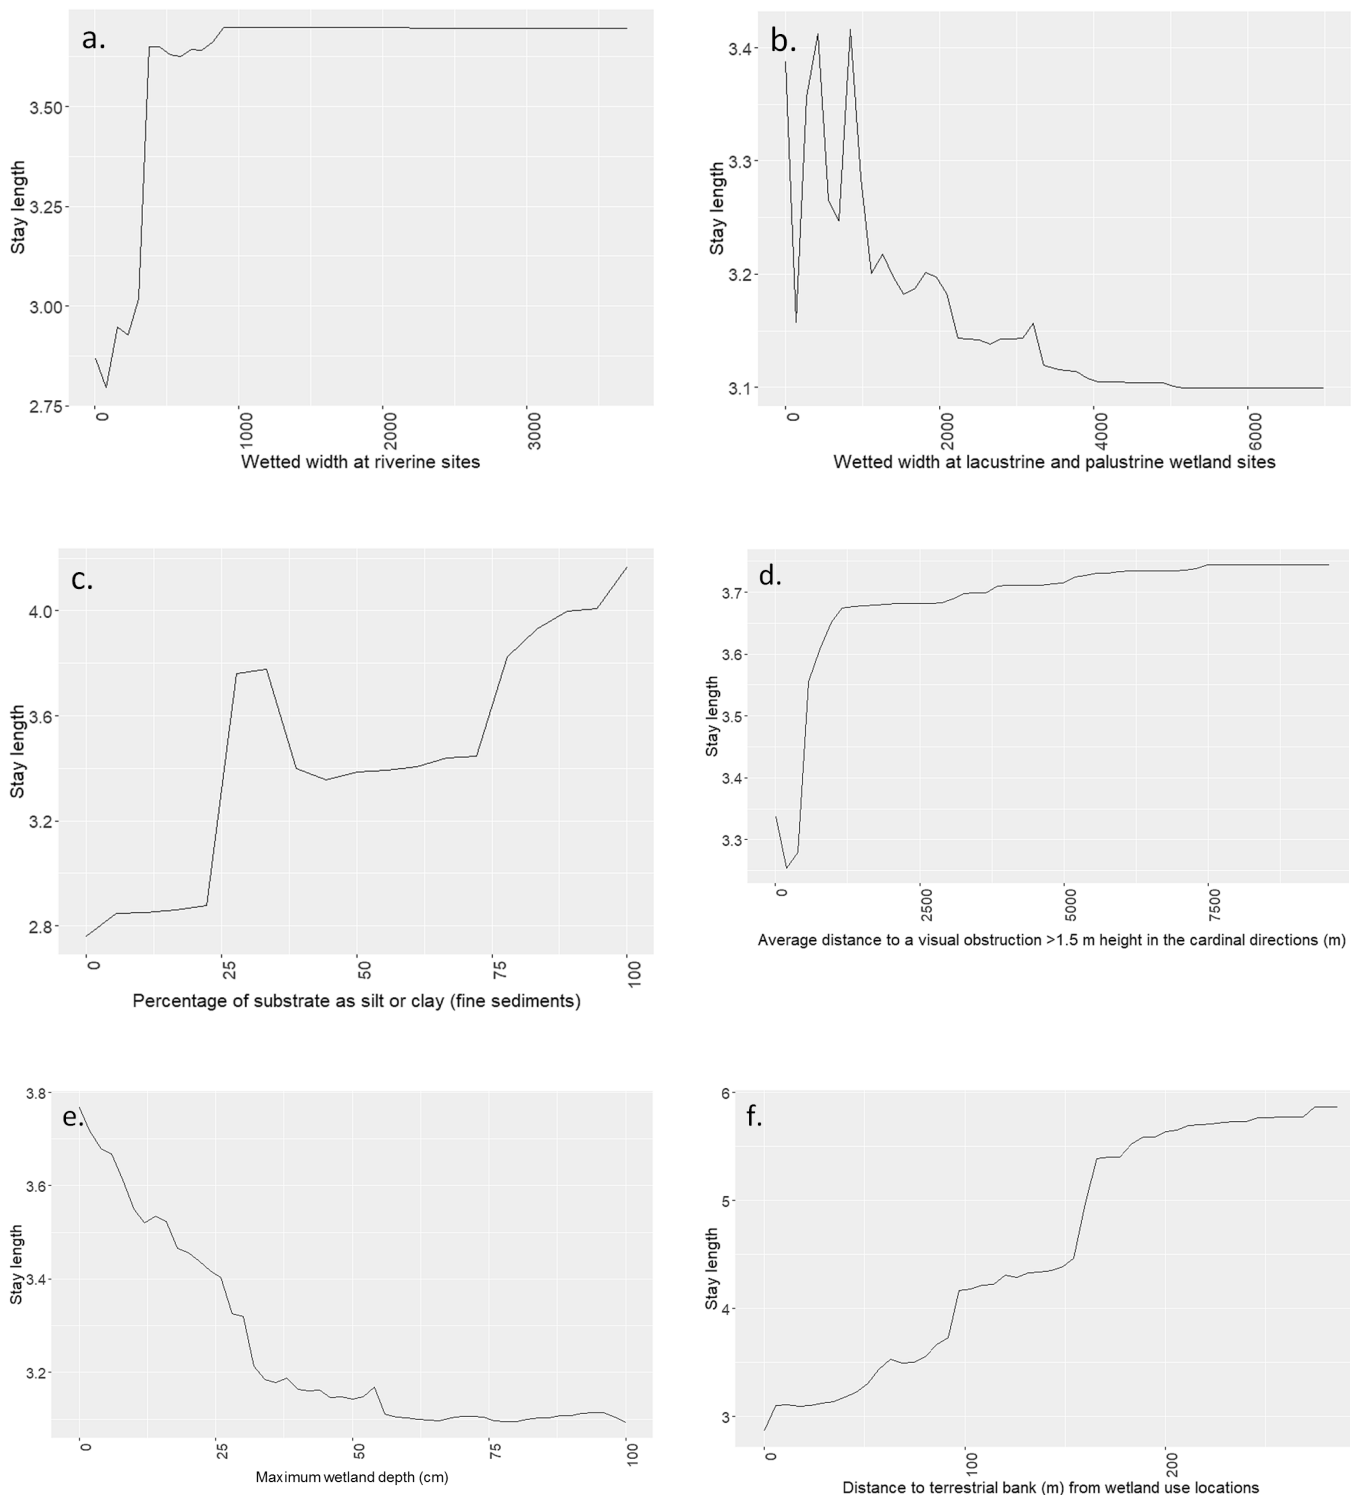 a.
3.50
3.25
3.00
2.75
Stay length
0
1000
2000
3000
Wetted width at riverine sites
b.
3.4
3.3
3.2
3.1
Stay length
0
2000
4000
6000
Wetted width at lacustrine and palustrine wetland sites
c.
4.0
3.6
3.2
2.8
Stay length
0
25
50
75
100
Percentage of substrate as silt or clay (fine sediments)
d.
3.7
3.6
3.5
3.4
3.3
Stay length
0
2500
5000
7500
Average distance to a visual obstruction >1.5 m height in the cardinal directions (m)
e.
3.8
3.6
3.4
3.2
Stay length
0
25
50
75
100
Maximum wetland depth (cm)
f.
6
5
4
3
Stay length
0
100
200
Distance to terrestrial bank (m) from wetland use locations